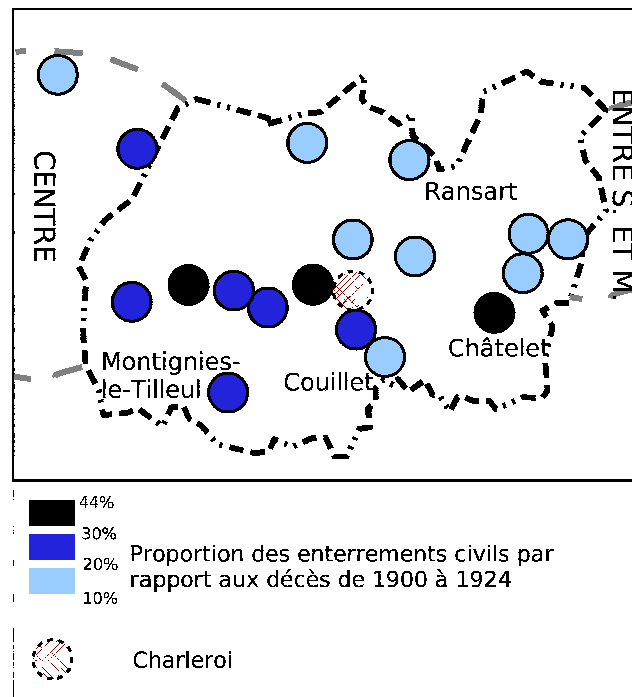 CENTRE
ENTRE S ET M
Ransart
Châtelet
Montignies-
le-Tilleul
Couillet
44%
30%
20%
10%
Proportion des enterrements civils par
rapport aux décès de 1900 à 1924
Charleroi